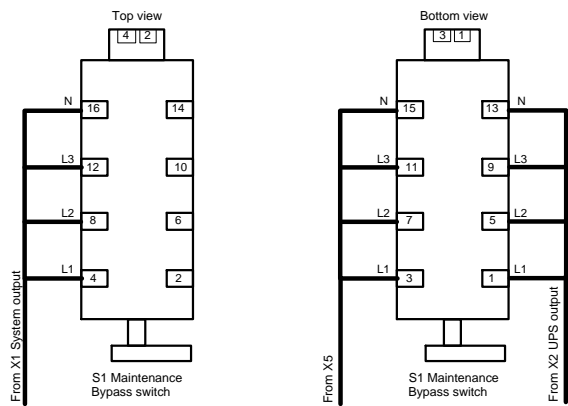 Top view
4 2
N
16 14
L3
12 10
L2
8 6
L1
4 2
From X1 System output
S1 Maintenance
Bypass switch
Bottom view
3 1
N
15 13
N
L3
11 9
L3
L2
7 5
L2
L1
3 1
L1
From X5
From X2 UPS output
S1 Maintenance
Bypass switch